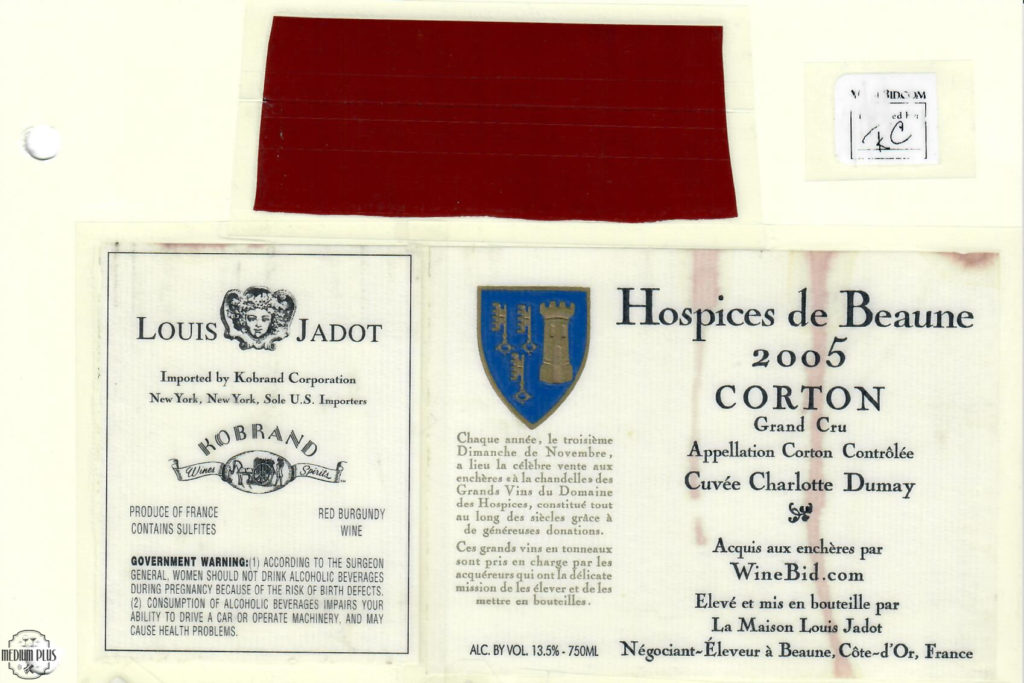 BID.COM
KC
LOUIS JADOT
Imported by Kobrand Corporation
New York, New York, Sole U.S. Importers
KOBRAND
Wines Spirits
PRODUCE OF FRANCE
CONTAINS SULFITES
RED BURGUNDY
WINE
GOVERNMENT WARNING:(1) ACCORDING TO THE SURGEON
GENERAL, WOMEN SHOULD NOT DRINK ALCOHOLIC BEVERAGES
DURING PREGNANCY BECAUSE OF THE RISK OF BIRTH DEFECTS.
(2) CONSUMPTION OF ALCOHOLIC BEVERAGES IMPAIRS YOUR
ABILITY TO DRIVE A CAR OR OPERATE MACHINERY, AND MAY
CAUSE HEALTH PROBLEMS.
Chaque année, le troisième
Dimanche de Novembre,
a lieu la célèbre vente aux
enchères «à la chandelle» des
Grands Vins du Domaine
des Hospices, constitué tout
au long des siècles grâce à
de généreuses donations.
Ces grands vins en tonneaux
sont pris en charge par les
acquéreurs qui ont la délicate
mission de les élever et de les
mettre en bouteilles.
ALC. BY VOL. 13.5% - 750ML
Hospices de Beaune
2005
CORTON
Grand Cru
Appellation Corton Contrôlée
Cuvée Charlotte Dumay
Acquis aux enchères par
WineBid.com
Elevé et mis en bouteille par
La Maison Louis Jadot
Négociant-Éleveur à Beaune, Côte-d'Or, France
MEDIUM PLUS